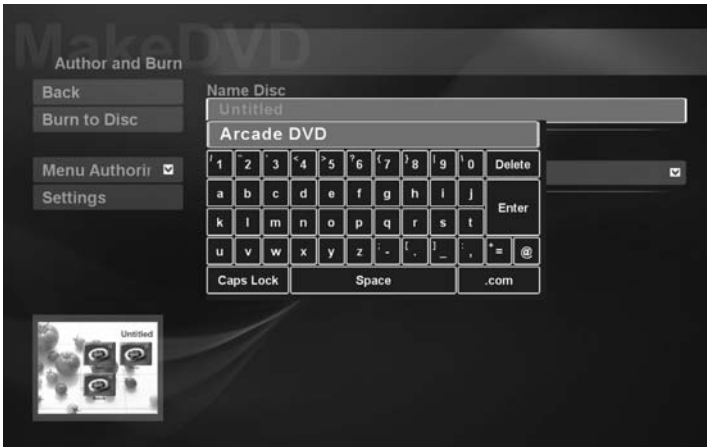 MakeDVD
Author and Burn
Back
Name Disc
Untitled
Burn to Disc
Arcade DVD
1 2 3 < 4 > 5 ? 6 { 7 } 8 | 9 \ 0 Delete
Menu Authorin
a b c d e f g h i j
Settings
Enter
k l m n o p q r s t
u v w x y z ; - [ . ] _ : , * = @
Caps Lock Space .com
Untitled